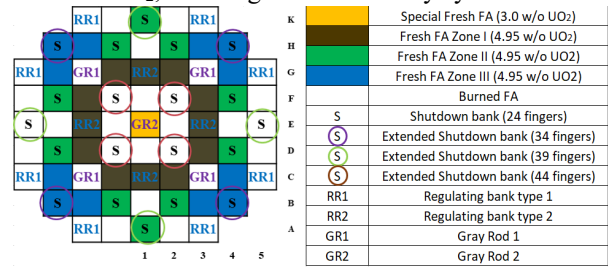 RR1 S RR1 K
S S S S H
RR1 GR1 RR2 GR1 RR1 G
S S S S F
S RR2 GR2 RR2 S E
S S S S D
RR1 GR1 RR2 GR1 RR1 C
S S S S B
RR1 S RR1 A
1 2 3 4 5
Special Fresh FA (3.0 w/o UO2)
Fresh FA Zone I (4.95 w/o UO2)
Fresh FA Zone II (4.95 w/o UO2)
Fresh FA Zone III (4.95 w/o UO2)
Burned FA
S Shutdown bank (24 fingers)
S Extended Shutdown bank (34 fingers)
S Extended Shutdown bank (39 fingers)
S Extended Shutdown bank (44 fingers)
RR1 Regulating bank type 1
RR2 Regulating bank type 2
GR1 Gray Rod 1
GR2 Gray Rod 2